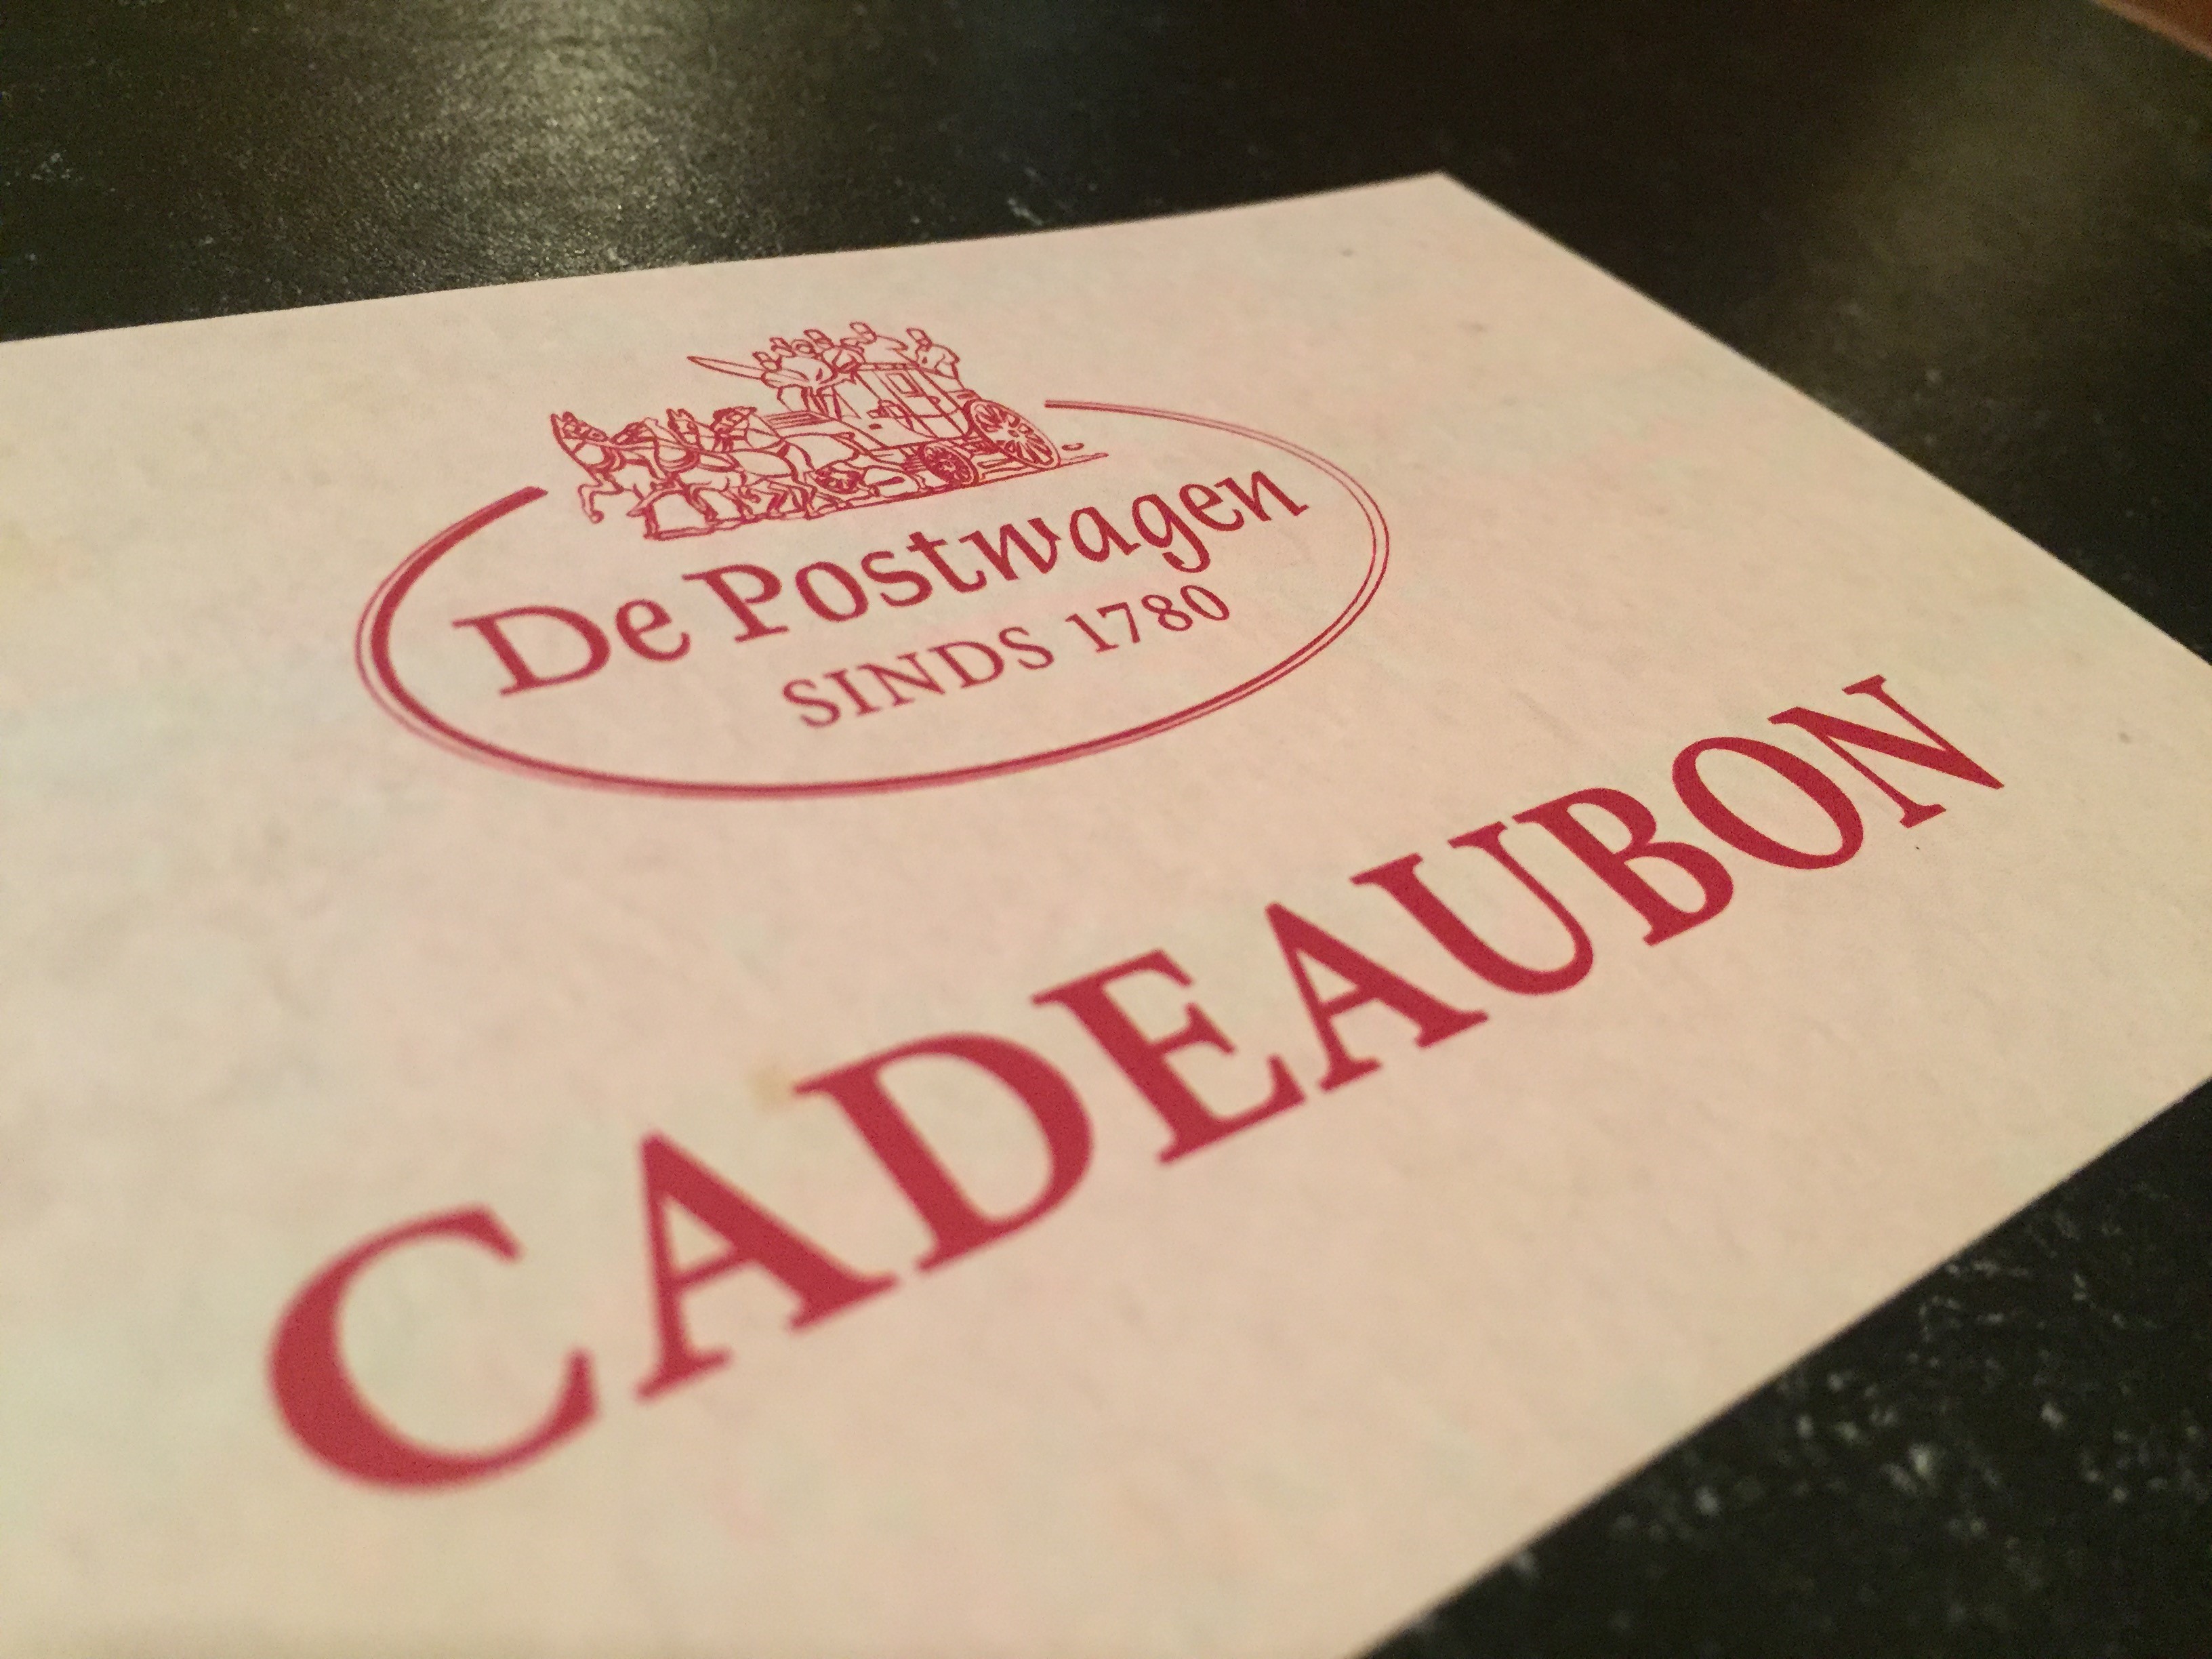 De Postwagen
SINDS 1780
CADEAUBON